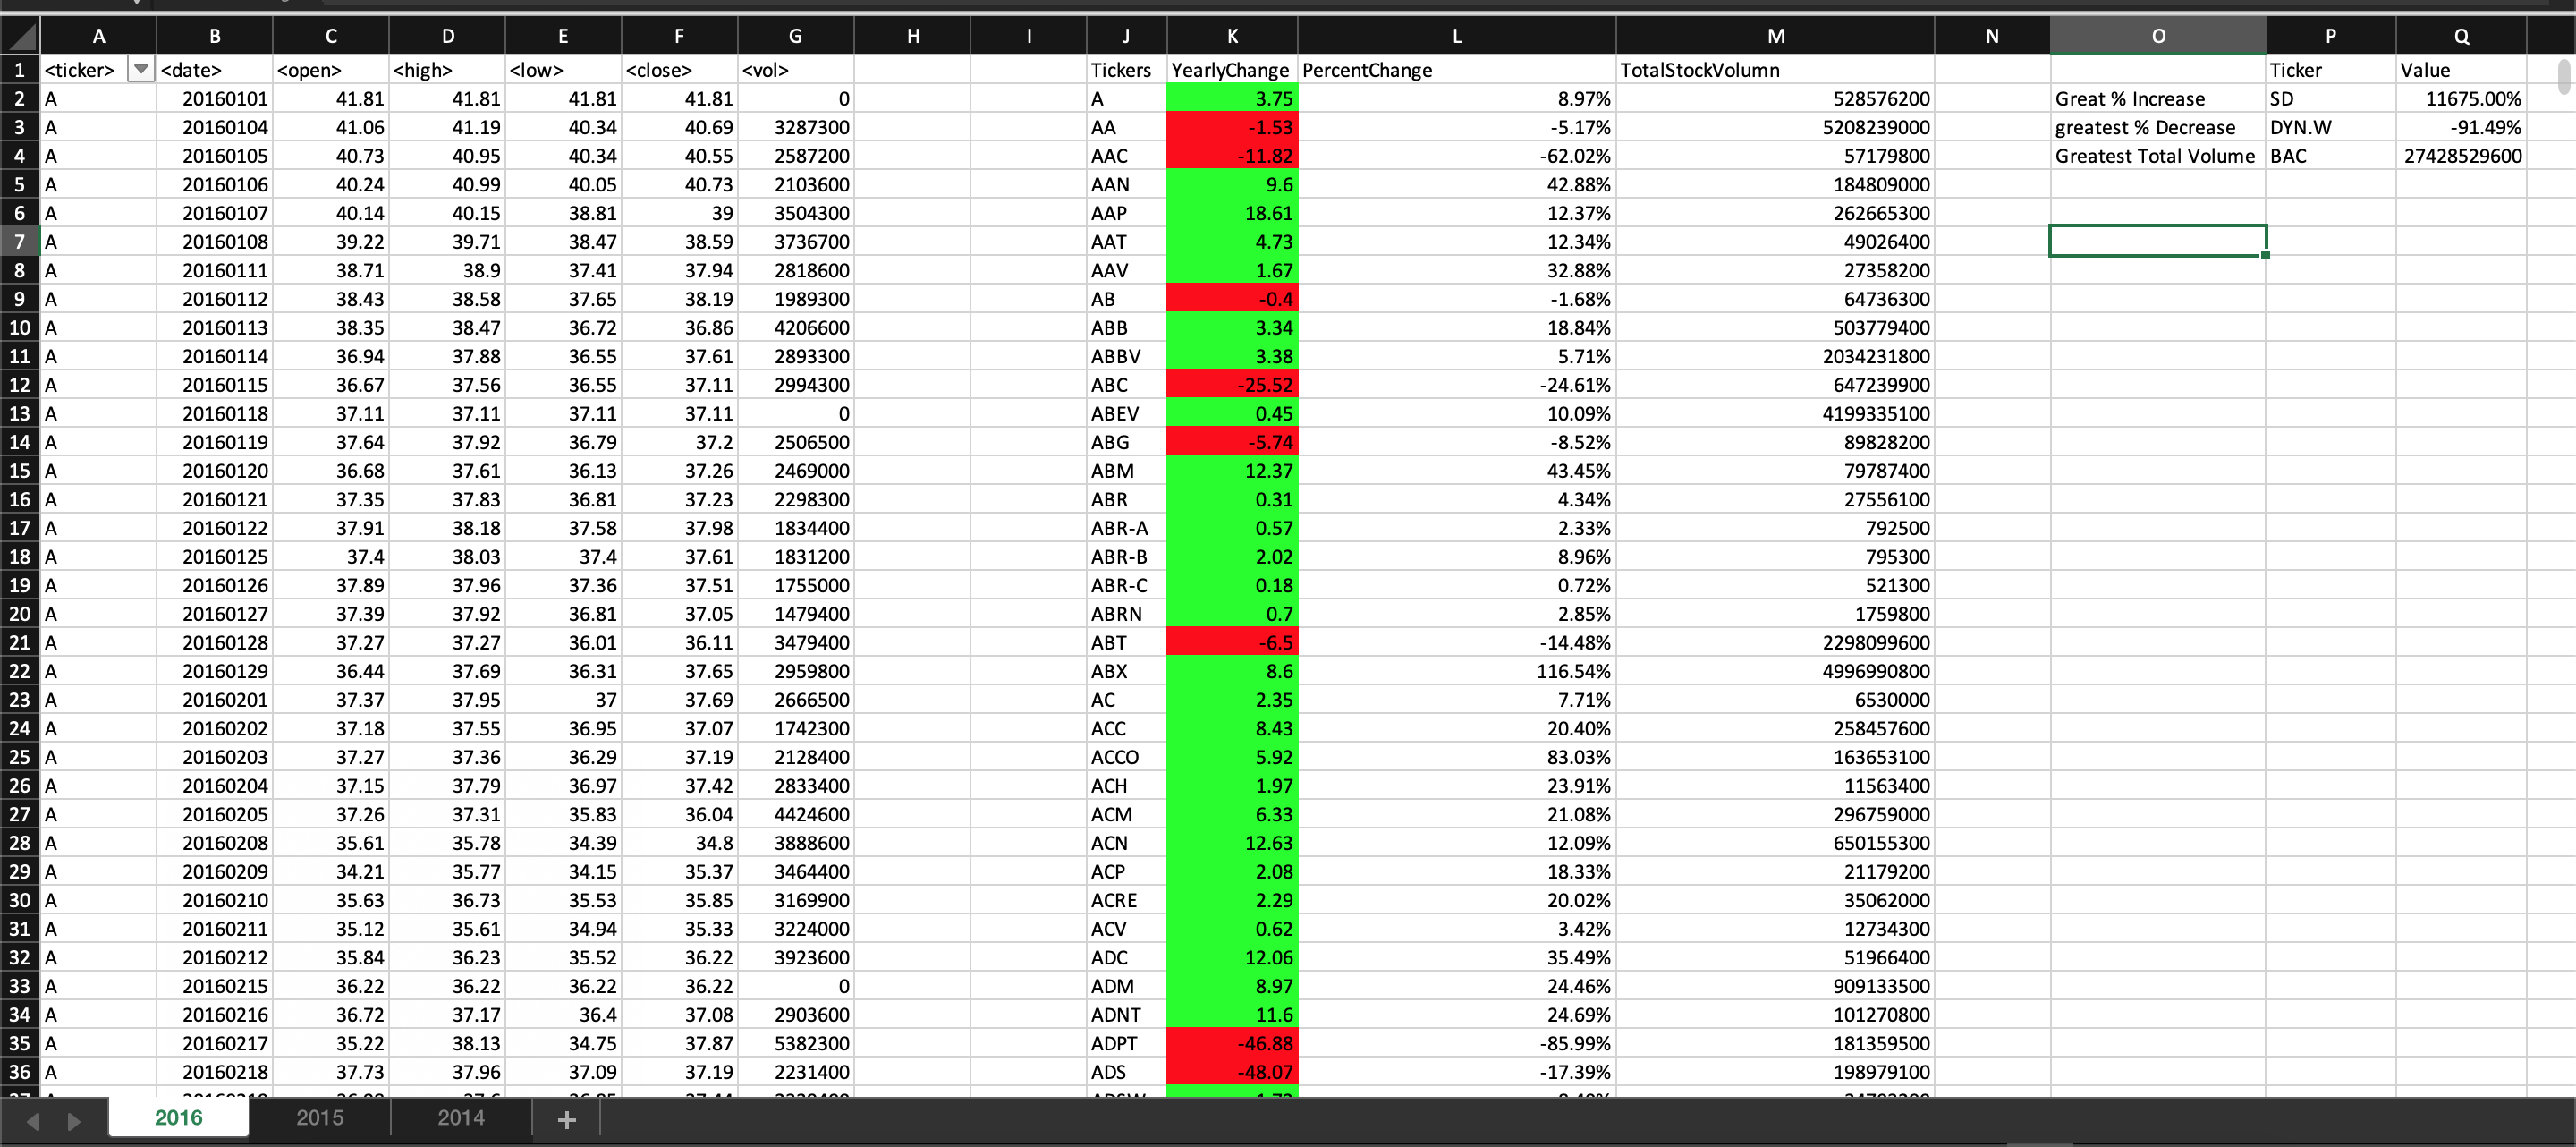 A B C D E F G H I J K L M N O P Q
1 <ticker> <date> <open> <high> <low> <close> <vol> Tickers YearlyChange PercentChange TotalStockVolumn Ticker Value
2 A 20160101 41.81 41.81 41.81 41.81 0 A 3.75 8.97% 528576200 Great % Increase SD 11675.00%
3 A 20160104 41.06 41.19 40.34 40.69 3287300 AA -1.53 -5.17% 5208239000 greatest % Decrease DYN.W -91.49%
4 A 20160105 40.73 40.95 40.34 40.55 2587200 AAC -11.82 -62.02% 57179800 Greatest Total Volume BAC 27428529600
5 A 20160106 40.24 40.99 40.05 40.73 2103600 AAN 9.6 42.88% 184809000
6 A 20160107 40.14 40.15 38.81 39 3504300 AAP 18.61 12.37% 262665300
7 A 20160108 39.22 39.71 38.47 38.59 3736700 AAT 4.73 12.34% 49026400
8 A 20160111 38.71 38.9 37.41 37.94 2818600 AAV 1.67 32.88% 27358200
9 A 20160112 38.43 38.58 37.65 38.19 1989300 AB -0.4 -1.68% 64736300
10 A 20160113 38.35 38.47 36.72 36.86 4206600 ABB 3.34 18.84% 503779400
11 A 20160114 36.94 37.88 36.55 37.61 2893300 ABBV 3.38 5.71% 2034231800
12 A 20160115 36.67 37.56 36.55 37.11 2994300 ABC -25.52 -24.61% 647239900
13 A 20160118 37.11 37.11 37.11 37.11 0 ABEV 0.45 10.09% 4199335100
14 A 20160119 37.64 37.92 36.79 37.2 2506500 ABG -5.74 -8.52% 89828200
15 A 20160120 36.68 37.61 36.13 37.26 2469000 ABM 12.37 43.45% 79787400
16 A 20160121 37.35 37.83 36.81 37.23 2298300 ABR 0.31 4.34% 27556100
17 A 20160122 37.91 38.18 37.58 37.98 1834400 ABR-A 0.57 2.33% 792500
18 A 20160125 37.4 38.03 37.4 37.61 1831200 ABR-B 2.02 8.96% 795300
19 A 20160126 37.89 37.96 37.36 37.51 1755000 ABR-C 0.18 0.72% 521300
20 A 20160127 37.39 37.92 36.81 37.05 1479400 ABRN 0.7 2.85% 1759800
21 A 20160128 37.27 37.27 36.01 36.11 3479400 ABT -6.5 -14.48% 2298099600
22 A 20160129 36.44 37.69 36.31 37.65 2959800 ABX 8.6 116.54% 4996990800
23 A 20160201 37.37 37.95 37 37.69 2666500 AC 2.35 7.71% 6530000
24 A 20160202 37.18 37.55 36.95 37.07 1742300 ACC 8.43 20.40% 258457600
25 A 20160203 37.27 37.36 36.29 37.19 2128400 ACCO 5.92 83.03% 163653100
26 A 20160204 37.15 37.79 36.97 37.42 2833400 ACH 1.97 23.91% 11563400
27 A 20160205 37.26 37.31 35.83 36.04 4424600 ACM 6.33 21.08% 296759000
28 A 20160208 35.61 35.78 34.39 34.8 3888600 ACN 12.63 12.09% 650155300
29 A 20160209 34.21 35.77 34.15 35.37 3464400 ACP 2.08 18.33% 21179200
30 A 20160210 35.63 36.73 35.53 35.85 3169900 ACRE 2.29 20.02% 35062000
31 A 20160211 35.12 35.61 34.94 35.33 3224000 ACV 0.62 3.42% 12734300
32 A 20160212 35.84 36.23 35.52 36.22 3923600 ADC 12.06 35.49% 51966400
33 A 20160215 36.22 36.22 36.22 36.22 0 ADM 8.97 24.46% 909133500
34 A 20160216 36.72 37.17 36.4 37.08 2903600 ADNT 11.6 24.69% 101270800
35 A 20160217 35.22 38.13 34.75 37.87 5382300 ADPT -46.88 -85.99% 181359500
36 A 20160218 37.73 37.96 37.09 37.19 2231400 ADS -48.07 -17.39% 198979100
2016 2015 2014 +